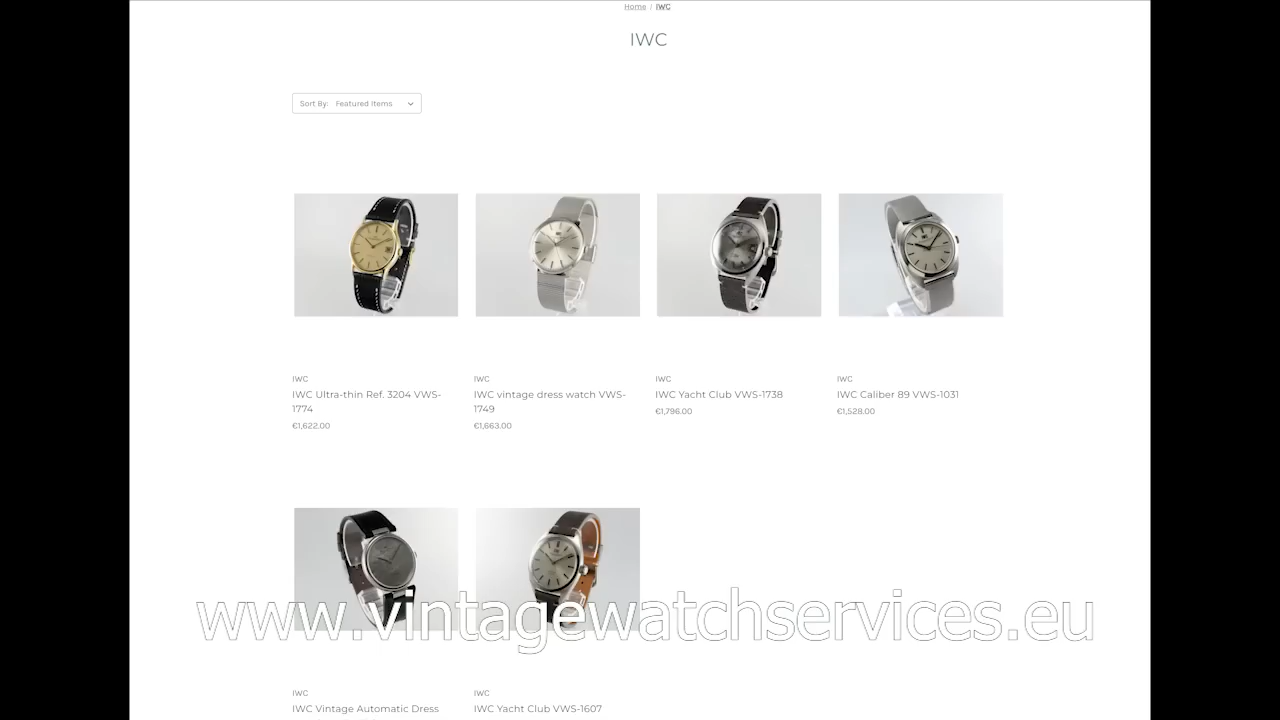 Home / IWC
IWC
Sort By: Featured Items
IWC
IWC Ultra-thin Ref. 3204 VWS-
1774
€1,622.00
IWC
IWC vintage dress watch VWS-
1749
€1,663.00
IWC
IWC Yacht Club VWS-1738
€1,796.00
IWC
IWC Caliber 89 VWS-1031
€1,528.00
www.vintagewatchservices.eu
IWC
IWC Vintage Automatic Dress
IWC
IWC Yacht Club VWS-1607